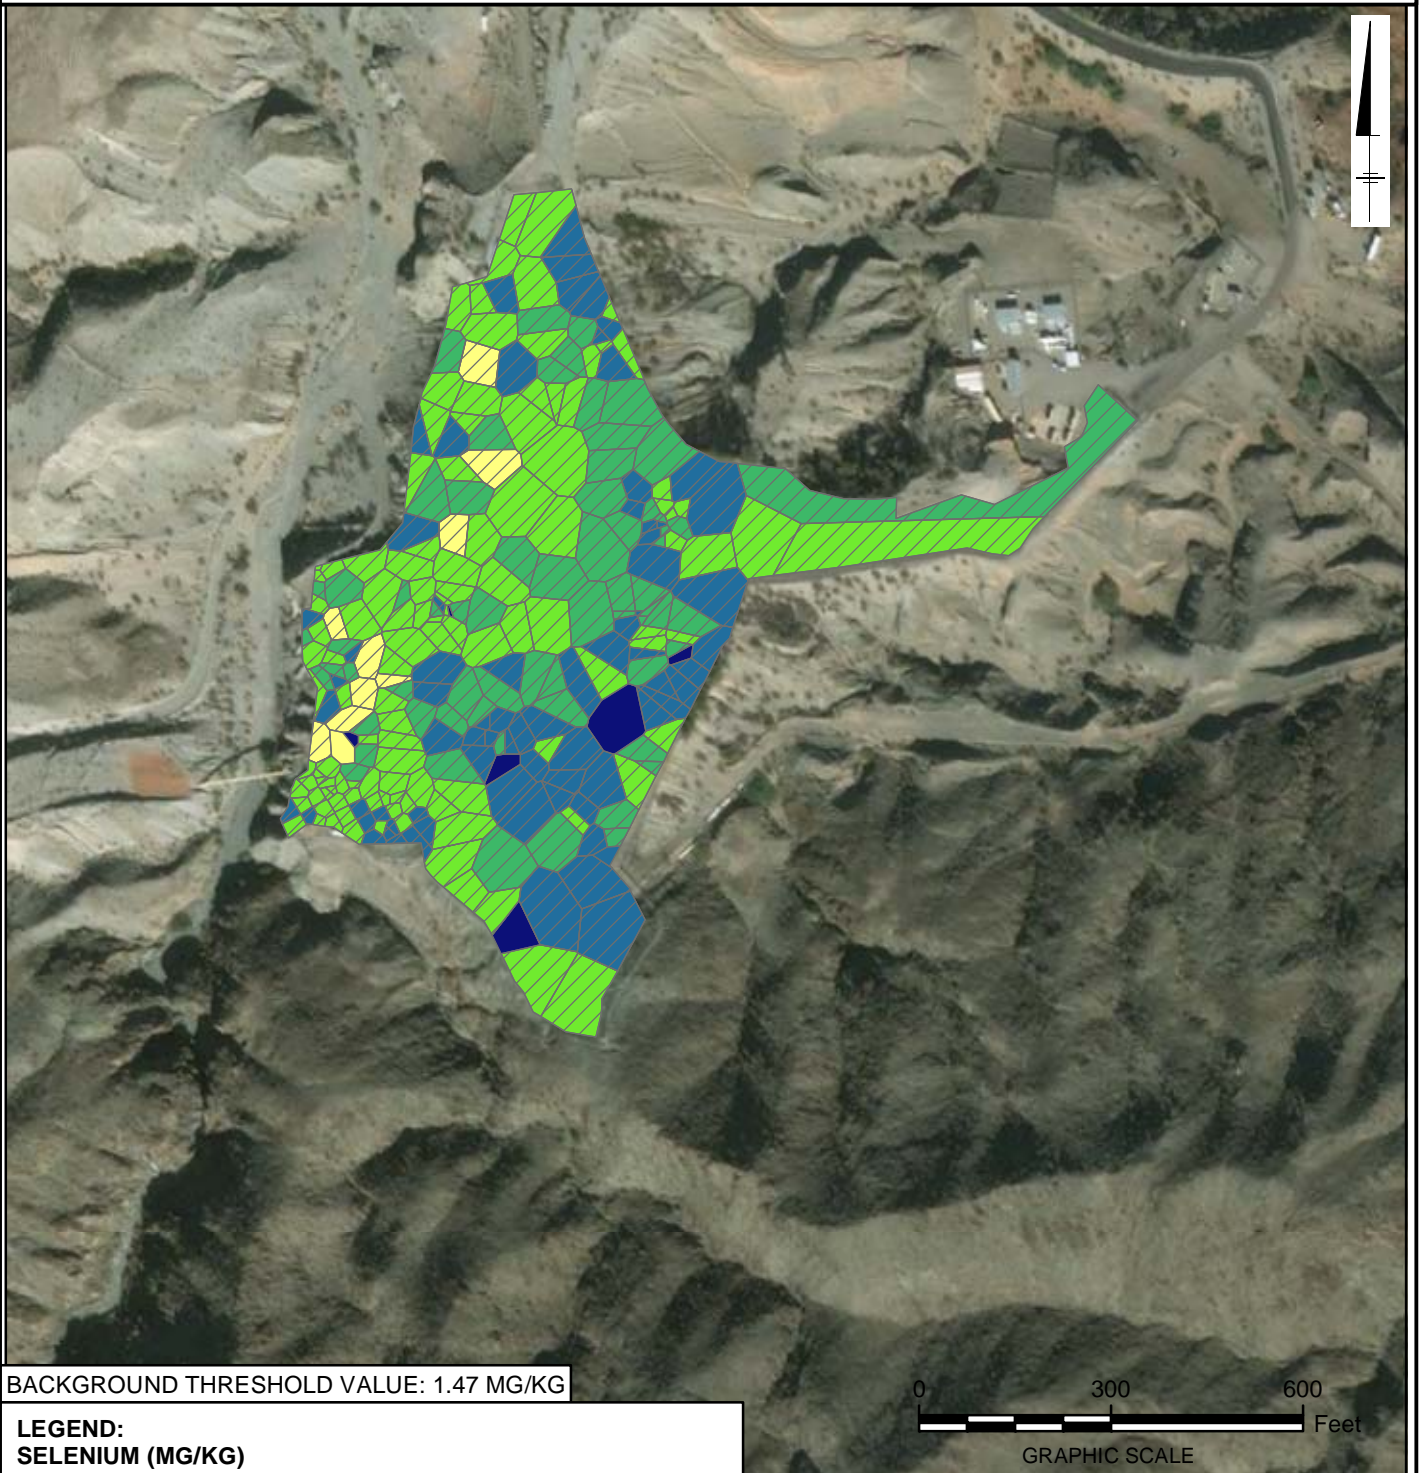 BACKGROUND THRESHOLD VALUE: 1.47 MG/KG
LEGEND:
SELENIUM (MG/KG)
0 300 600
Feet
GRAPHIC SCALE